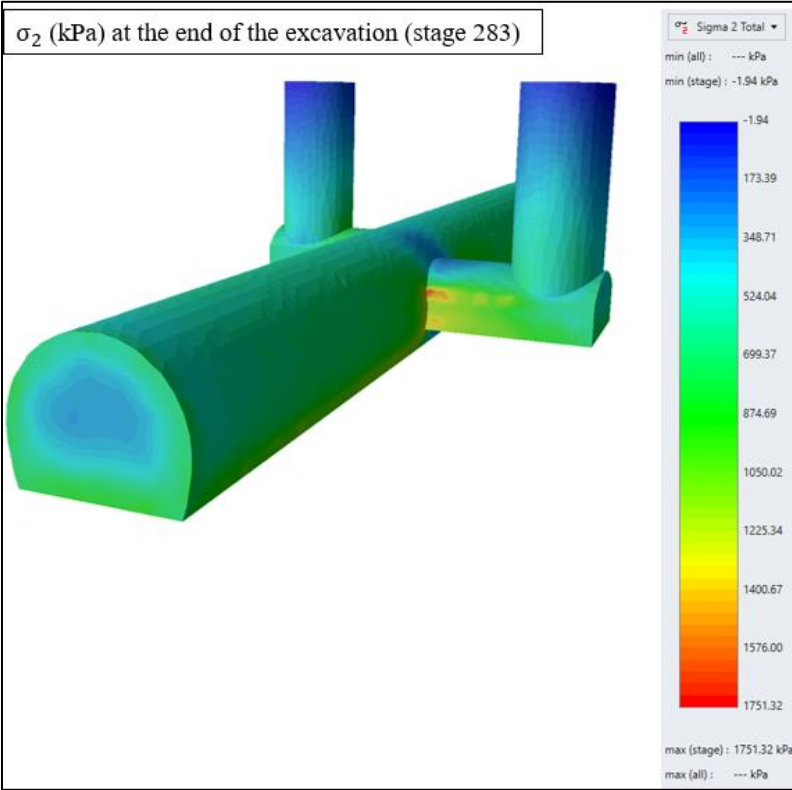 σ₂ (kPa) at the end of the excavation (stage 283)
σ₂ Sigma 2 Total
min (all) : --- kPa
min (stage) : -1.94 kPa
-1.94
173.39
348.71
524.04
699.37
874.69
1050.02
1225.34
1400.67
1576.00
1751.32
max (stage) : 1751.32 kPa
max (all) : --- kPa